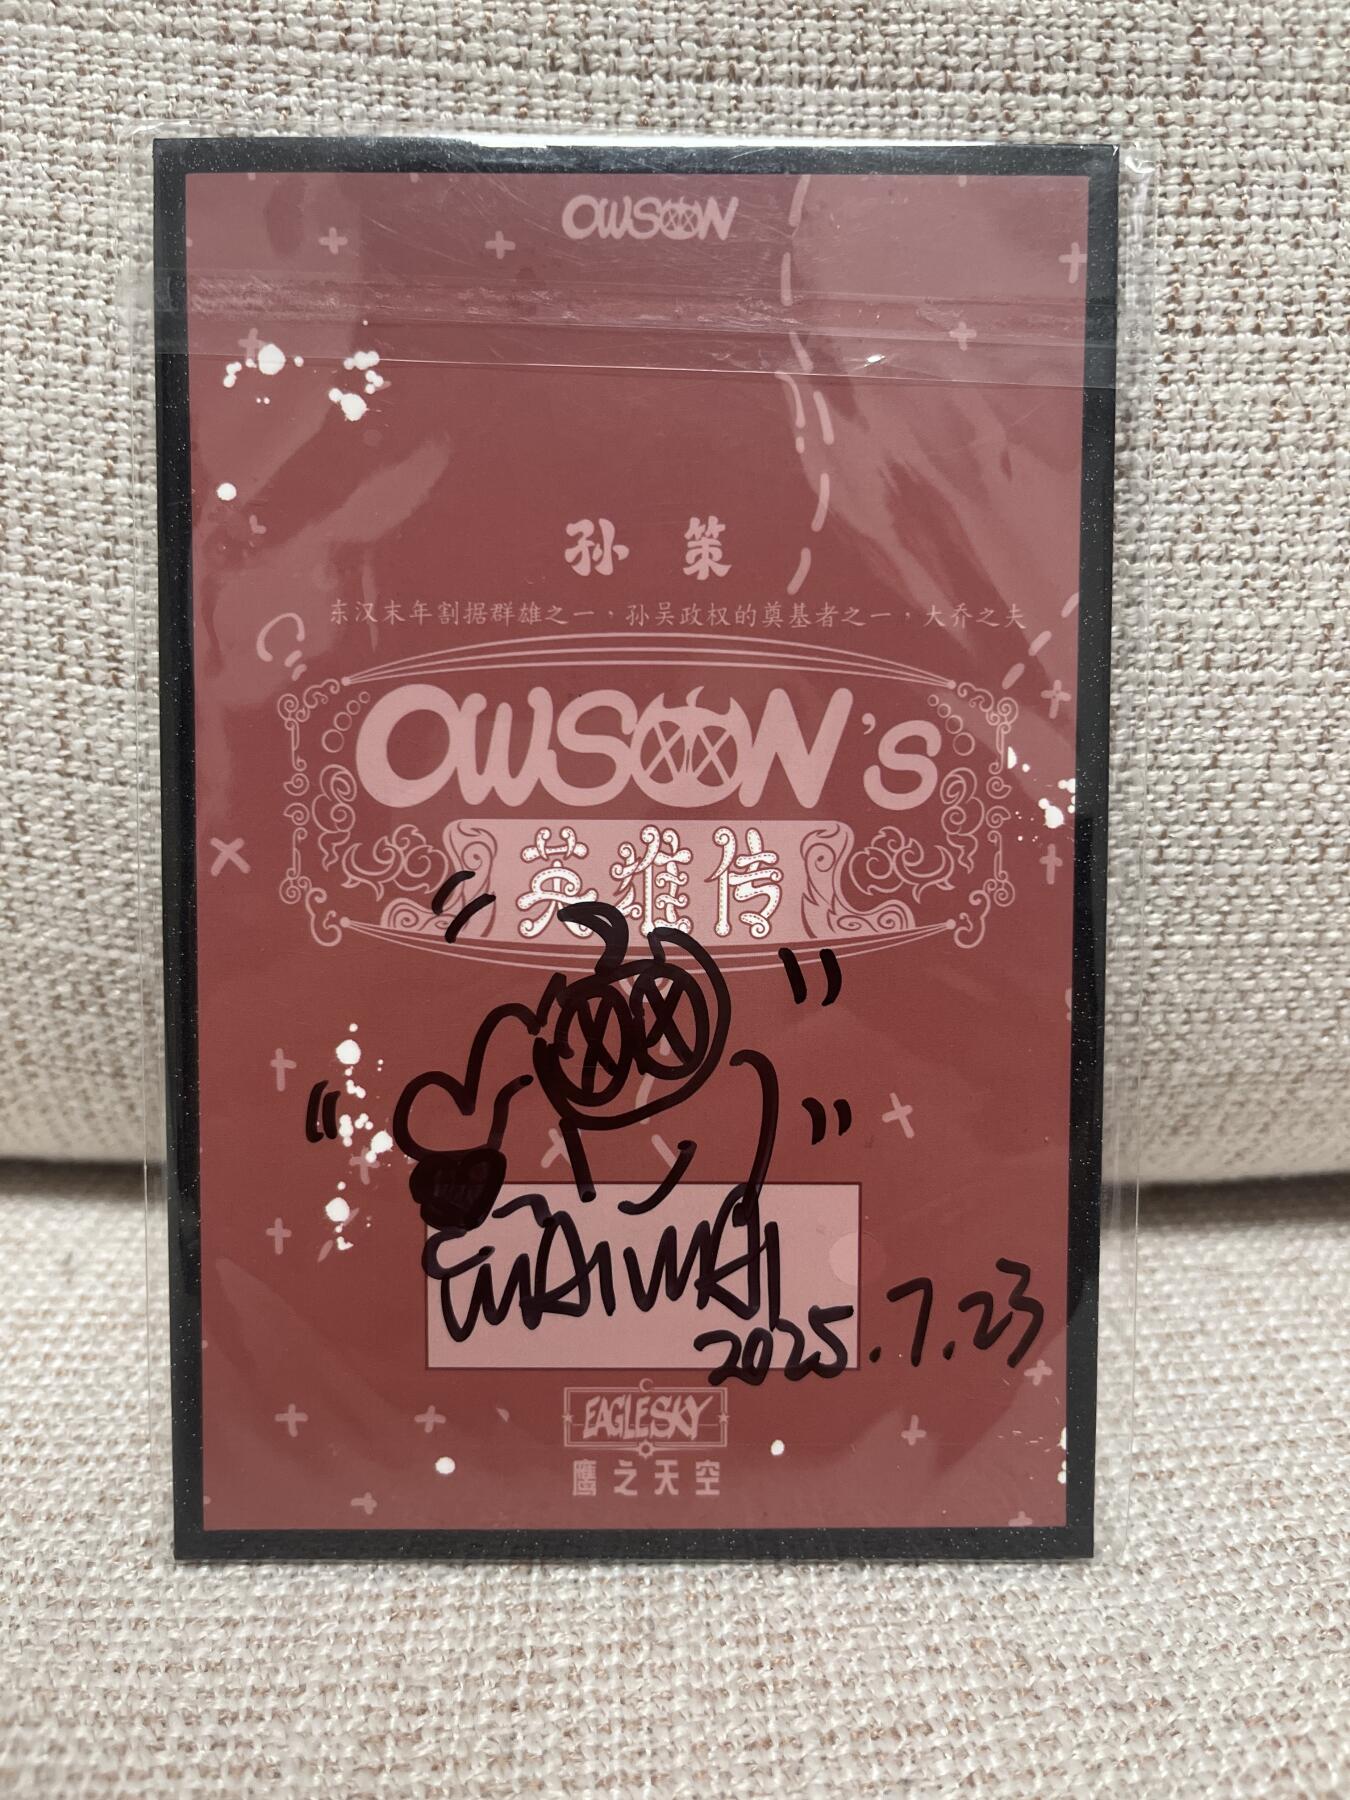 OWSON
孙 策
东汉末年割据群雄之一，孙吴政权的奠基者之一，大乔之夫
OWSON's
英雄传
2025.7.23
EAGLESKY
鹰之天空